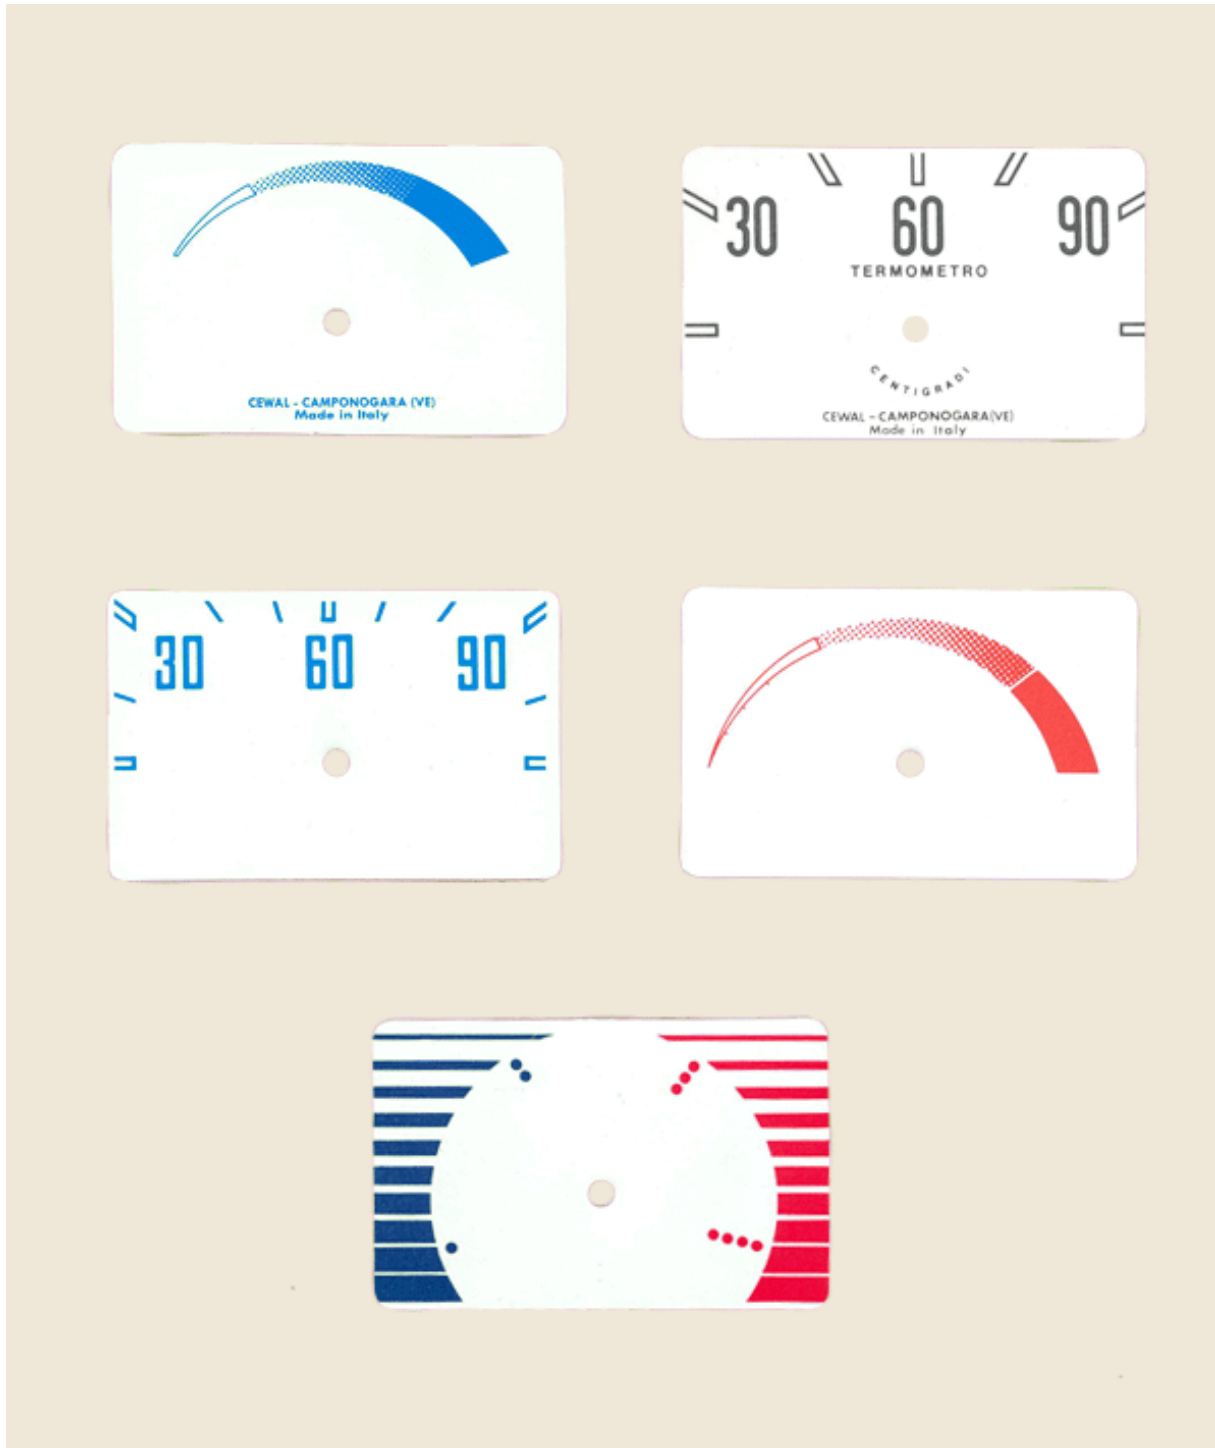 CEWAL - CAMPONOGARA (VE)
Made in Italy
30 60 90
TERMOMETRO
CENTIGRADI
CEWAL - CAMPONOGARA (VE)
Made in Italy
30 60 90